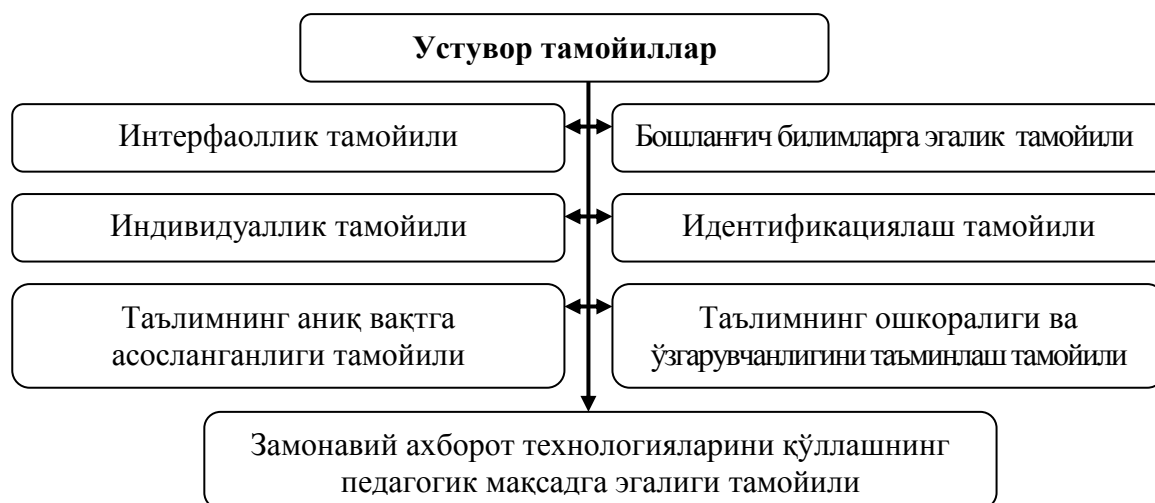 Устувор тамойиллар
Интерфаоллик тамойили
Бошланғич билимларга эгалик тамойили
Индивидуаллик тамойили
Идентификациялаш тамойили
Таълимнинг аниқ вақтга
асосланганлиги тамойили
Таълимнинг ошкоралиги ва
ўзгарувчанлигини таъминлаш тамойили
Замонавий ахборот технологияларини қўллашнинг
педагогик мақсадга эгалиги тамойили